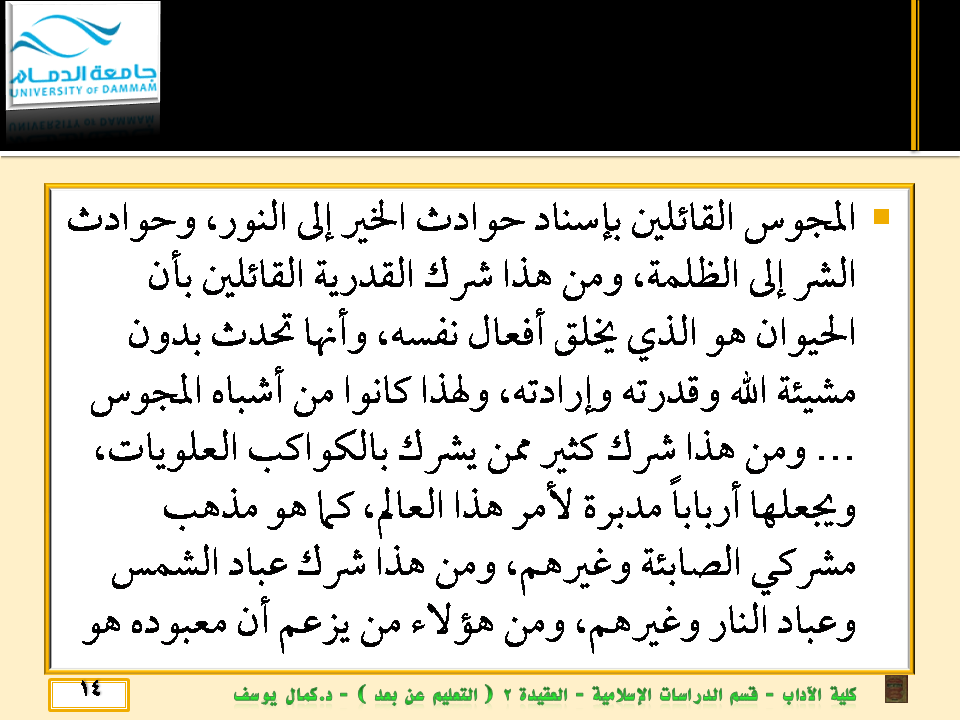 جامعة الدمام
UNIVERSITY OF DAMMAM
المجوس القائلين بإسناد حوادث الخير إلى النور، وحوادث
الشر إلى الظلمة، ومن هذا شرك القدرية القائلين بأن
الحيوان هو الذي يخلق أفعال نفسه، وأنها تحدث بدون
مشيئة الله وقدرته وإرادته، ولهذا كانوا من أشباه المجوس
... ومن هذا شرك كثير ممن يشرك بالكواكب العلويات،
ويجعلها أرباباً مدبرة لأمر هذا العالم، كما هو مذهب
مشركي الصابئة وغيرهم، ومن هذا شرك عباد الشمس
وعباد النار وغيرهم، ومن هؤلاء من يزعم أن معبوده هو
كلية الآداب - قسم الدراسات الإسلامية - العقيدة ٢ ( التعليم عن بعد ) - د.كمال يوسف
١٤